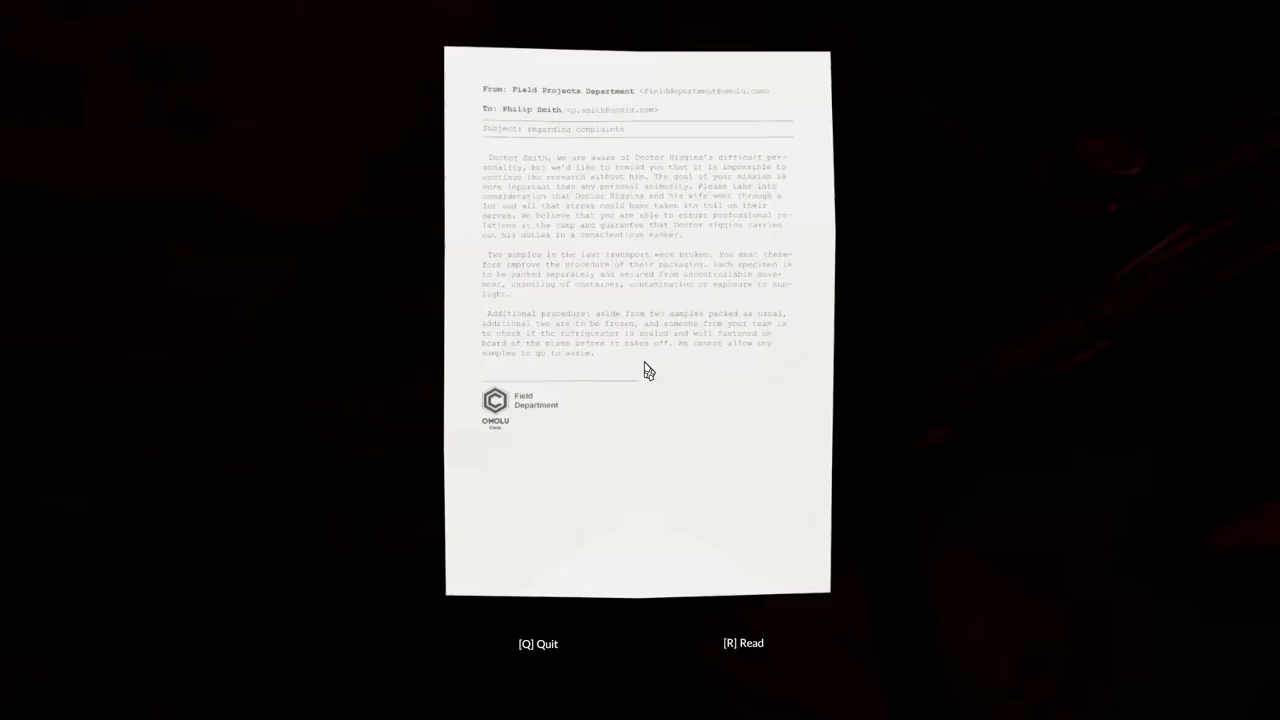 From: Field Projects Department <fielddepartment@omolu.com>
To: Philip Smith <p.smith@omolu.com>
Subject: regarding complaints
Doctor Smith, we are aware of Doctor Higgins's difficult per-
sonality, but we'd like to remind you that it is impossible to
continue the research without him. The goal of your mission is
more important than any personal animosity. Please take into
consideration that Doctor Higgins and his wife went through a
lot and all that stress could have taken its toll on their
nerves. We believe that you are able to ensure professional re-
lations at the camp and guarantee that Doctor Higgins carries
out his duties in a conscientious manner.
Two samples in the last transport were broken. You must there-
fore improve the procedure of their packaging. Each specimen is
to be packed separately and secured from uncontrollable move-
ment, unsealing of container, contamination or exposure to sun-
light.
Additional procedure: aside from two samples packed as usual,
additional two are to be frozen, and someone from your team is
to check if the refrigerator is sealed and well fastened on
board of the plane before it takes off. We cannot allow any
samples to go to waste.
Field
Department
OMOLU
Corp.
[Q] Quit
[R] Read